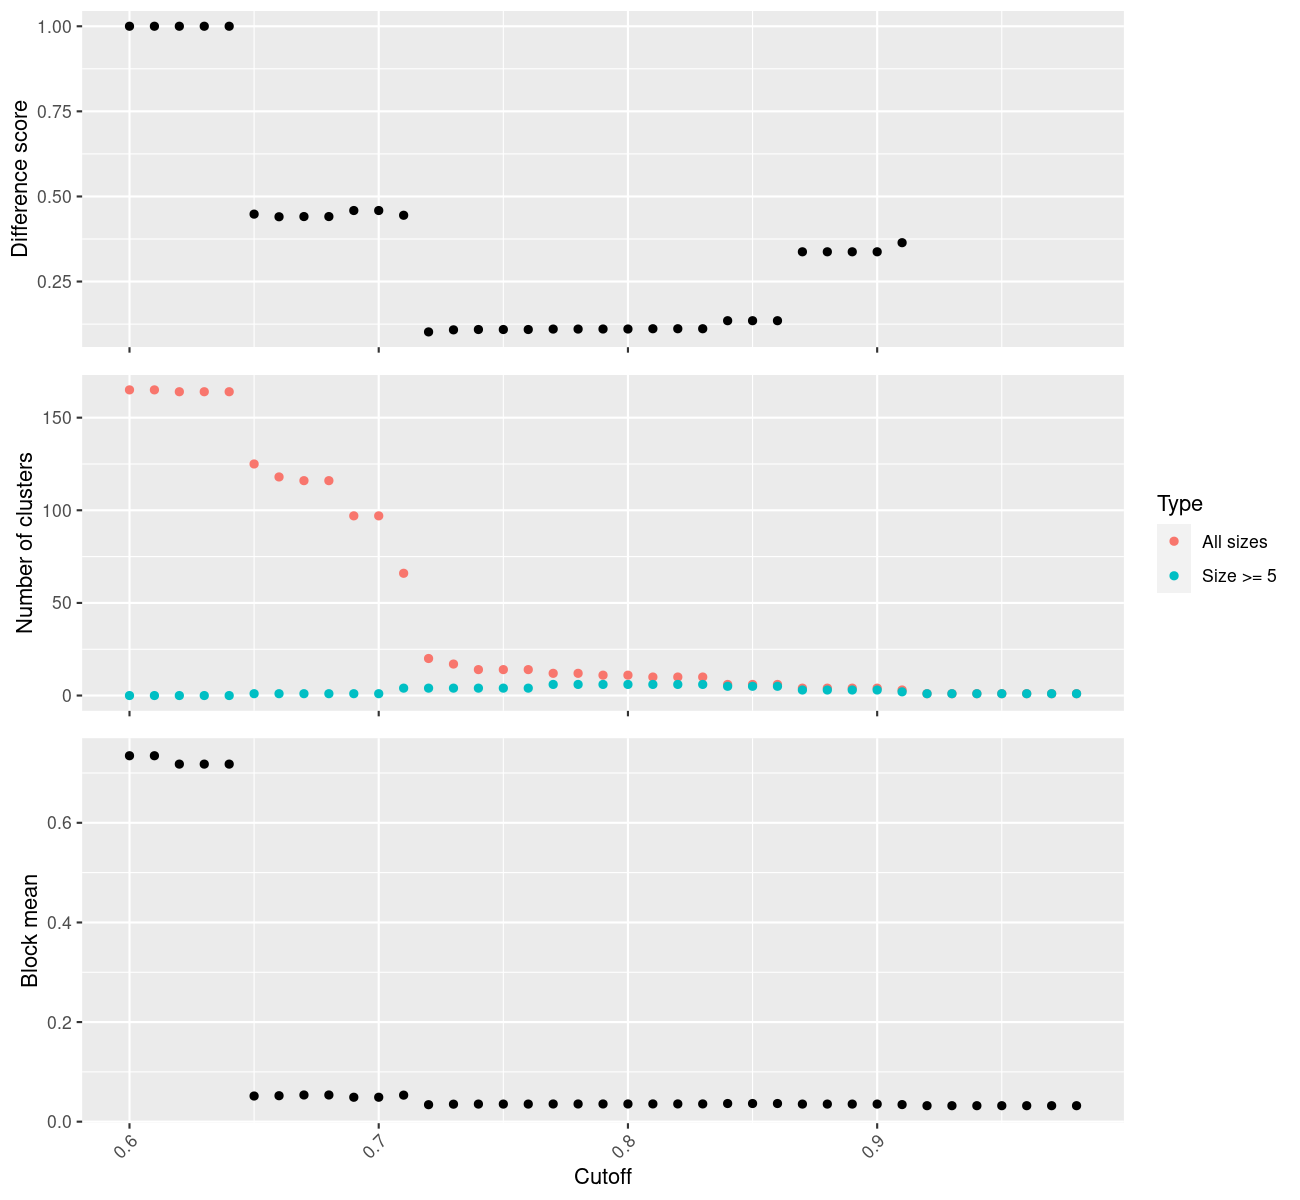 Difference score
1.00
0.75
0.50
0.25
Number of clusters
150
100
50
0
Type
All sizes
Size >= 5
Block mean
0.6
0.4
0.2
0.0
0.6 0.7 0.8 0.9
Cutoff